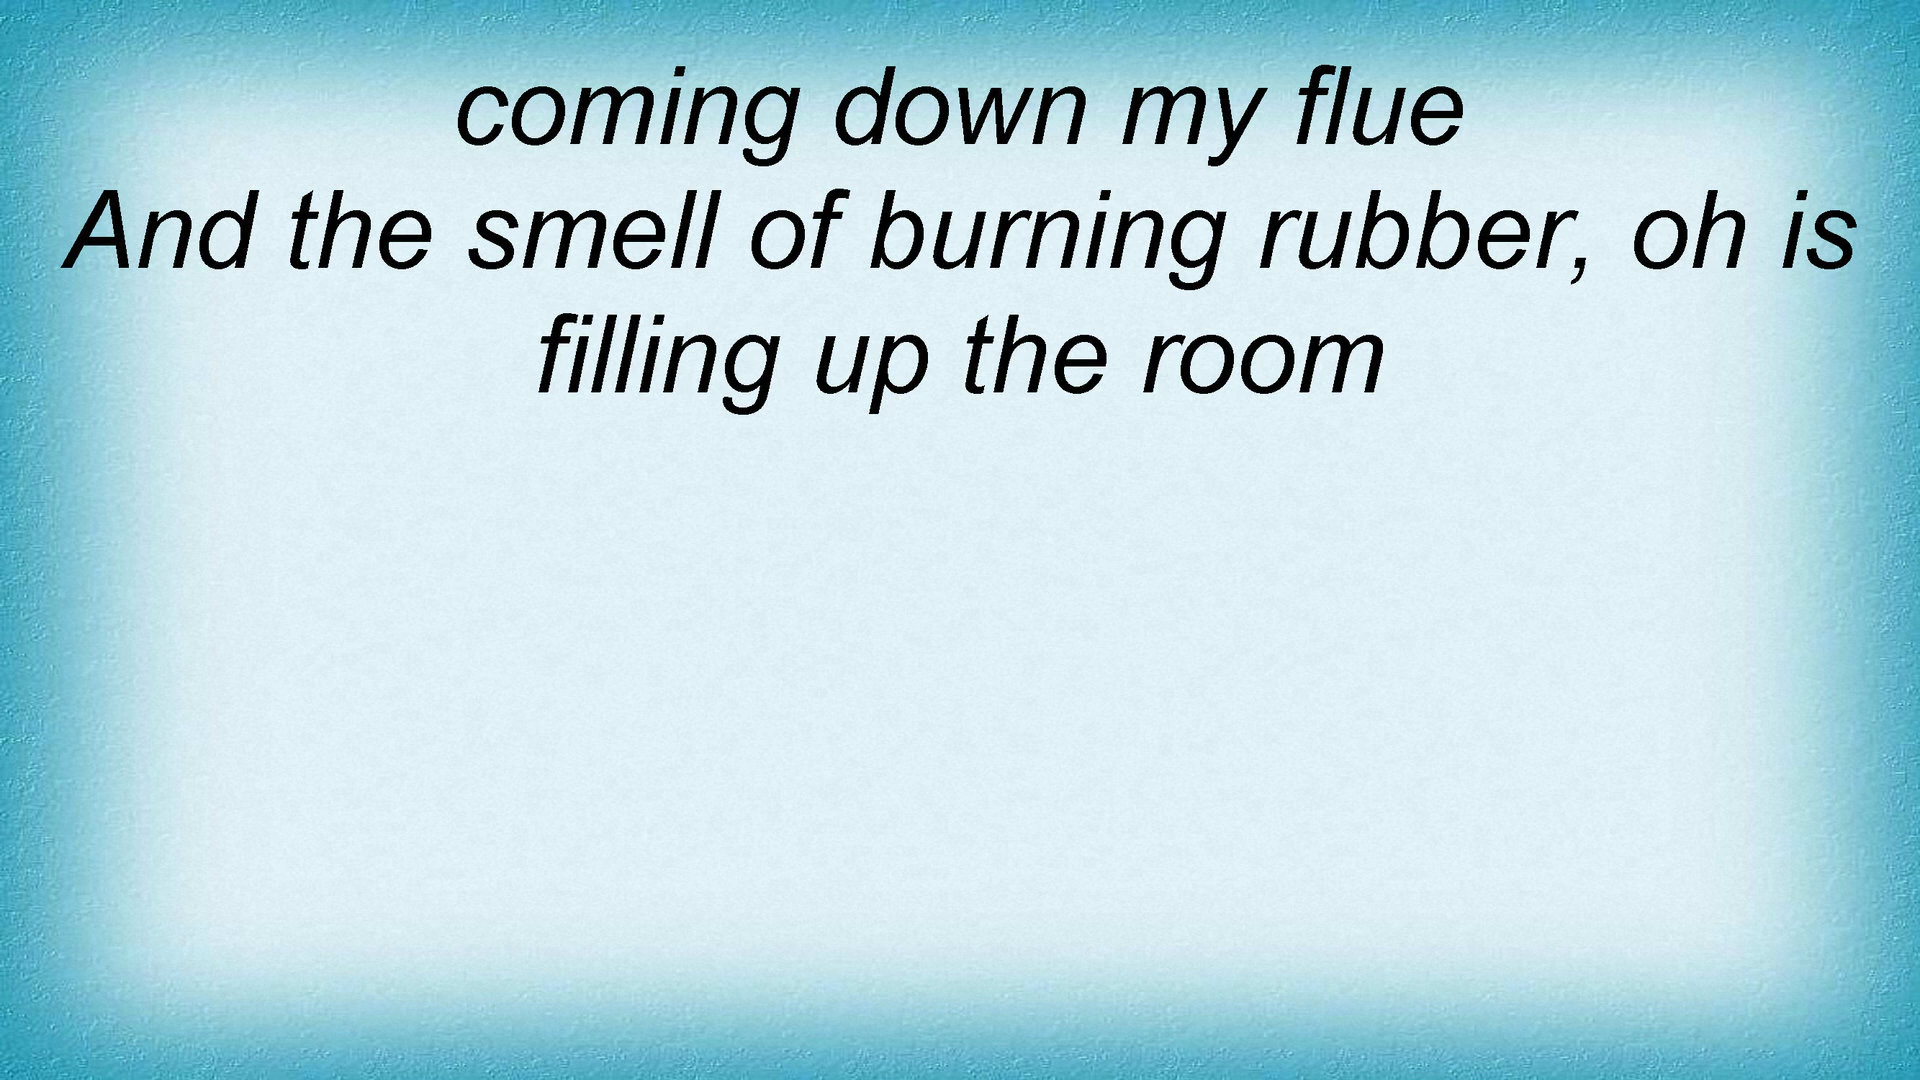 coming down my flue
And the smell of burning rubber, oh is
filling up the room